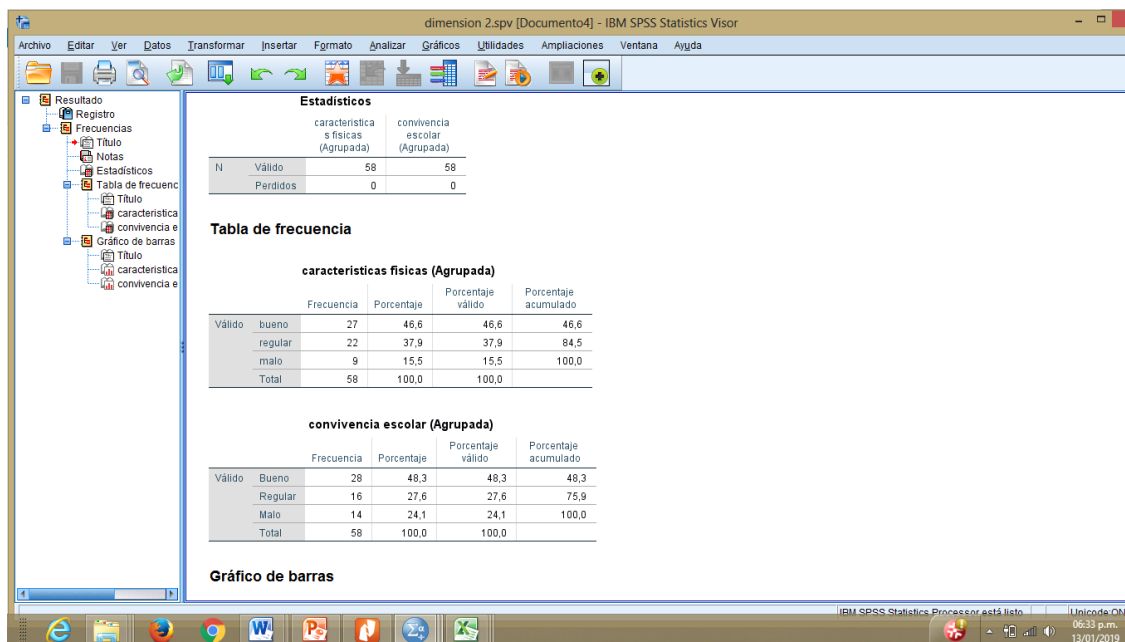 dimension 2.spv [Documento4] - IBM SPSS Statistics Visor
Archivo Editar Ver Datos Transformar Insertar Formato Analizar Gráficos Utilidades Ampliaciones Ventana Ayuda
Resultado
Registro
Frecuencias
Título
Notas
Estadísticos
Tabla de frecuenc
Título
caracteristica
convivencia e
Gráfico de barras
Título
caracteristica
convivencia e
Estadísticos
caracteristica
s fisicas
(Agrupada)
convivencia
escolar
(Agrupada)
N Válido 58 58
Perdidos 0 0
Tabla de frecuencia
caracteristicas fisicas (Agrupada)
Frecuencia Porcentaje Porcentaje válido Porcentaje acumulado
Válido bueno 27 46,6 46,6 46,6
regular 22 37,9 37,9 84,5
malo 9 15,5 15,5 100,0
Total 58 100,0 100,0
convivencia escolar (Agrupada)
Frecuencia Porcentaje Porcentaje válido Porcentaje acumulado
Válido Bueno 28 48,3 48,3 48,3
Regular 16 27,6 27,6 75,9
Malo 14 24,1 24,1 100,0
Total 58 100,0 100,0
Gráfico de barras
IBM SPSS Statistics Processor está listo Unicode:ON
06:33 p.m.
13/01/2019